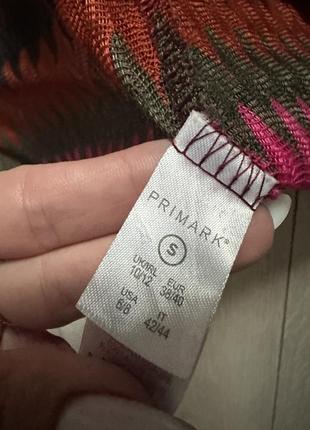 PRIMARK®
S
UK/IRL EUR
10/12 38/40
USA IT
6/8 42/44